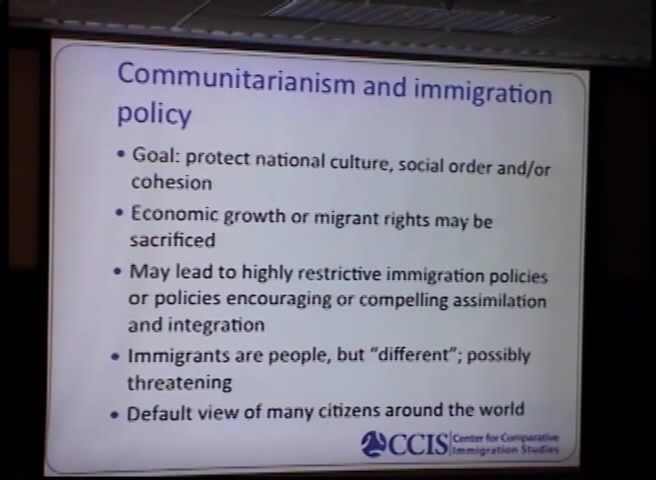 Communitarianism and immigration
policy
• Goal: protect national culture, social order and/or
cohesion
• Economic growth or migrant rights may be
sacrificed
• May lead to highly restrictive immigration policies
or policies encouraging or compelling assimilation
and integration
• Immigrants are people, but “different”; possibly
threatening
• Default view of many citizens around the world
CCIS Center for Comparative
Immigration Studies